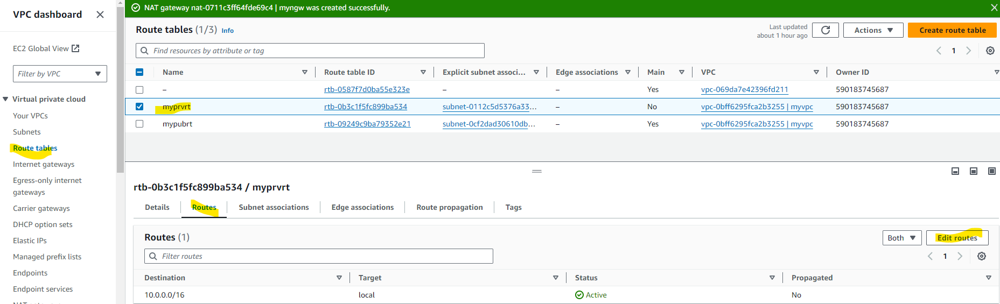 NAT gateway nat-0711c3ff64fde69c4 | myngw was created successfully.
VPC dashboard
EC2 Global View
Filter by VPC
Virtual private cloud
Your VPCs
Subnets
Route tables
Internet gateways
Egress-only internet
gateways
Carrier gateways
DHCP option sets
Elastic IPs
Managed prefix lists
Endpoints
Endpoint services
Route tables (1/3) Info
Last updated
about 1 hour ago
Actions
Create route table
Find resources by attribute or tag
1
Name Route table ID Explicit subnet associ... Edge associations Main VPC Owner ID
– rtb-0587f7d0ba55e323e – – Yes vpc-069da7e42396fd211 590183745687
myprvrt rtb-0b3c1f5fc899ba534 subnet-0112c5d5376a33... – No vpc-0bff6295fca2b3255 | myvpc 590183745687
mypubrt rtb-09249c9ba79352e21 subnet-0cf2dad30610db... – Yes vpc-0bff6295fca2b3255 | myvpc 590183745687
rtb-0b3c1f5fc899ba534 / myprvrt
Details Routes Subnet associations Edge associations Route propagation Tags
Routes (1)
Both
Edit routes
Filter routes
1
Destination Target Status Propagated
10.0.0.0/16 local Active No